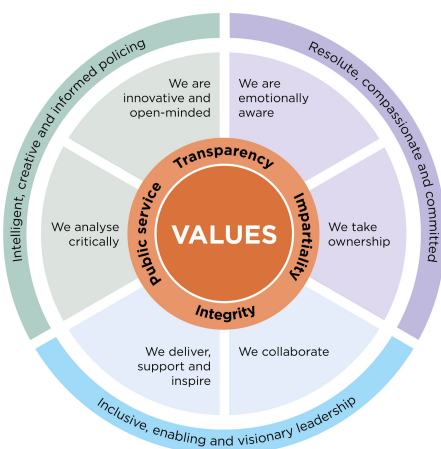 Intelligent, creative and informed policing
Resolute, compassionate and committed
Inclusive, enabling and visionary leadership
We are
innovative and
open-minded
We are
emotionally
aware
We analyse
critically
We take
ownership
We deliver,
support and
inspire
We collaborate
Transparency
Impartiality
Integrity
Public service
VALUES